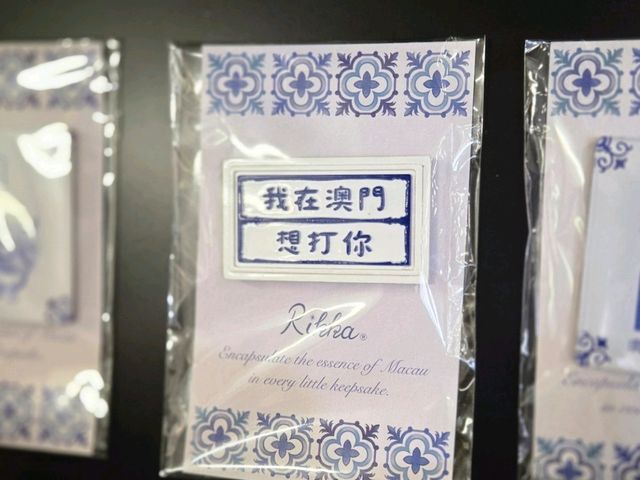 我在澳門
想打你
Rikka®
Encapsulate the essence of Macau
in every little keepsake.